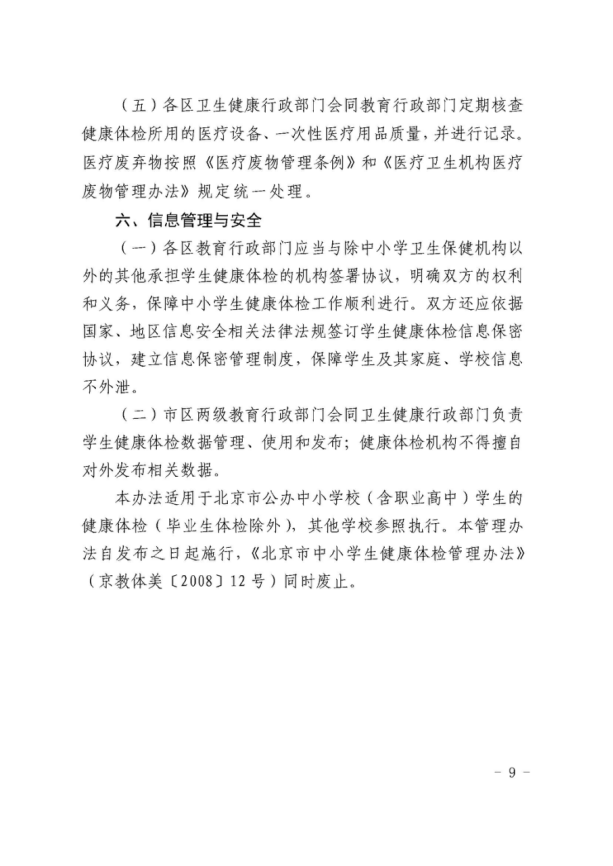 （五）各区卫生健康行政部门会同教育行政部门定期核查
健康体检所用的医疗设备、一次性医疗用品质量，并进行记录。
医疗废弃物按照《医疗废物管理条例》和《医疗卫生机构医疗
废物管理办法》规定统一处理。
六、信息管理与安全
（一）各区教育行政部门应当与除中小学卫生保健机构以
外的其他承担学生健康体检的机构签署协议，明确双方的权利
和义务，保障中小学生健康体检工作顺利进行。双方还应依据
国家、地区信息安全相关法律法规签订学生健康体检信息保密
协议，建立信息保密管理制度，保障学生及其家庭、学校信息
不外泄。
（二）市区两级教育行政部门会同卫生健康行政部门负责
学生健康体检数据管理、使用和发布；健康体检机构不得擅自
对外发布相关数据。
本办法适用于北京市公办中小学校（含职业高中）学生的
健康体检（毕业生体检除外），其他学校参照执行。本管理办
法自发布之日起施行，《北京市中小学生健康体检管理办法》
（京教体美〔2008〕12 号）同时废止。
- 9 -